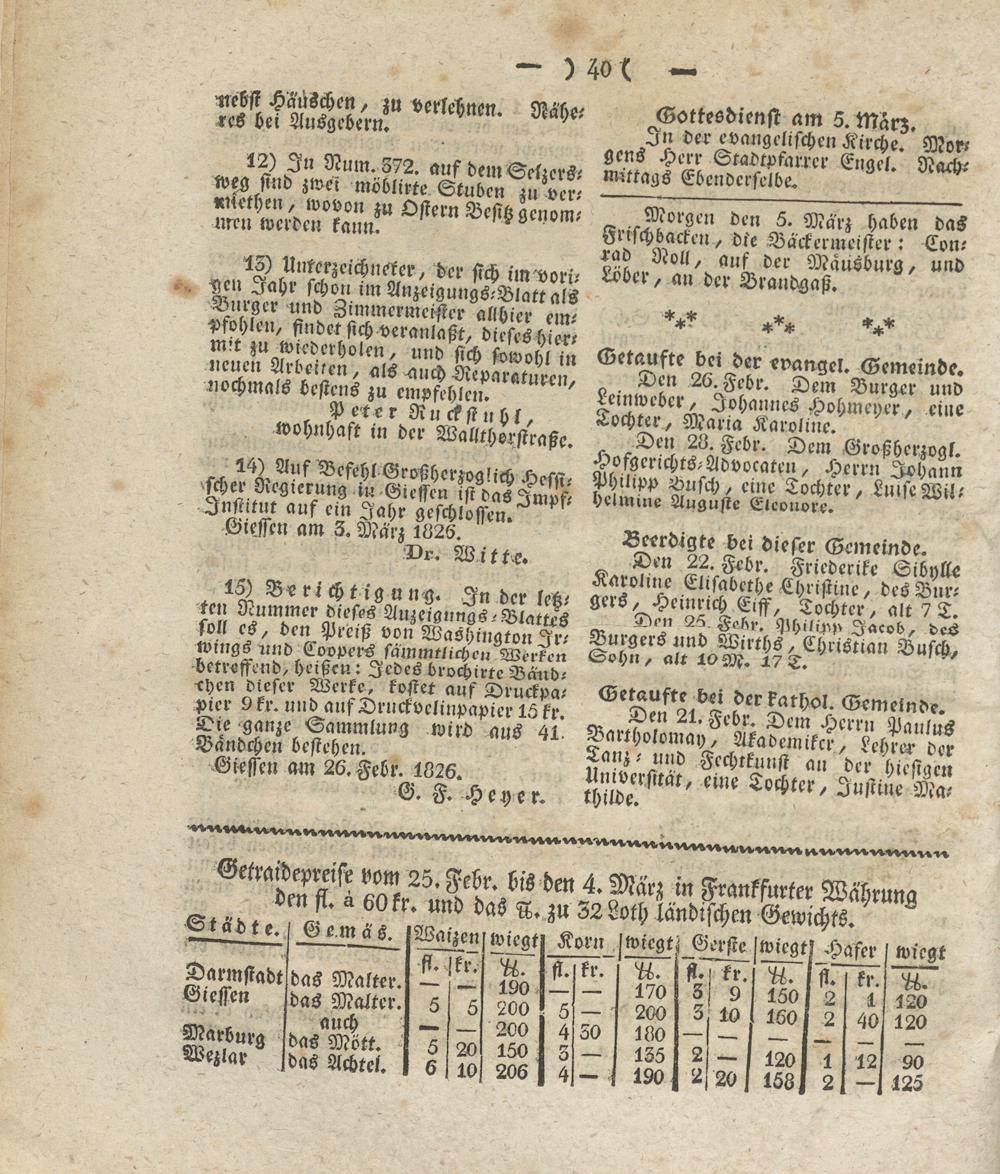 — ) 40 ( —
nebst Häuschen, zu verlehnen. Nähe⸗
res bei Ausgebern.
12) In Num. 372. auf dem Selzers⸗
weg sind zwei möblirte Stuben zu ver⸗
miethen, wovon zu Ostern Besitz genom⸗
men werden kann.
13) Unterzeichneter, der sich im vori⸗
gen Jahr schon im Anzeigungs⸗Blatt als
Burger und Zimmermeister allhier em⸗
pfohlen, findet sich veranlaßt, dieses hier⸗
mit zu wiederholen, und sich sowohl in
neuen Arbeiten, als auch Reparaturen,
nochmals bestens zu empfehlen.
Peter Ruckstuhl,
wohnhaft in der Wallthorstraße.
14) Auf Befehl Großherzoglich Hessi⸗
scher Regierung in Giessen ist das Impf⸗
Institut auf ein Jahr geschlossen.
Giessen am 3. März 1826.
Dr. Witte.
15) Berichtigung. In der letz⸗
ten Nummer dieses Anzeigungs⸗Blattes
soll es, den Preiß von Washington Ir⸗
wings und Coopers sämmtlichen Werken
betreffend, heißen: Jedes brochirte Bänd⸗
chen dieser Werke, kostet auf Druckpa⸗
pier 9 kr. und auf Druckvelinpapier 15 kr.
Die ganze Sammlung wird aus 41.
Bändchen bestehen.
Giessen am 26. Febr. 1826.
G. F. Heyer.
Gottesdienst am 5. März.
In der evangelischen Kirche. Mor⸗
gens Herr Stadtpfarrer Engel. Nach⸗
mittags Ebenderselbe.
Morgen den 5. März haben das
Frischbacken, die Bäckermeister: Con⸗
rad Noll, auf der Mäusburg, und
Löber, an der Brandgaß.
*** *** ***
Getaufte bei der evangel. Gemeinde.
Den 26. Febr. Dem Burger und
Leinweber, Johannes Hohmeyer, eine
Tochter, Maria Karoline.
Den 28. Febr. Dem Großherzogl.
Hofgerichts⸗Advocaten, Herrn Johann
Philipp Busch, eine Tochter, Luise Wil⸗
helmine Auguste Eleonore.
Beerdigte bei dieser Gemeinde.
Den 22. Febr. Friederike Sibylle
Karoline Elisabethe Christine, des Bur⸗
gers, Heinrich Eiff, Tochter, alt 7 T.
Den 25. Febr. Philipp Jacob, des
Burgers und Wirths, Christian Busch,
Sohn, alt 10 M. 17 T.
Getaufte bei der kathol. Gemeinde.
Den 21. Febr. Dem Herrn Paulus
Bartholomay, Akademiker, Lehrer der
Tanz⸗ und Fechtkunst an der hiesigen
Universität, eine Tochter, Justine Ma⸗
thilde.
Getraidepreise vom 25. Febr. bis den 4. März in Frankfurter Währung
den fl. à 60 kr. und das ℔. zu 32 Loth ländischen Gewichts.
Städte. Gemäs. Waizen wiegt Korn wiegt Gerste wiegt Hafer wiegt
fl. kr. ℔. fl. kr. ℔. fl. kr. ℔. fl. kr. ℔.
Darmstadt das Malter. — — 190 — — 170 3 9 150 2 1 120
Giessen das Malter. 5 5 200 5 — 200 3 10 160 2 40 120
auch — — 200 4 30 180 — — — — — —
Marburg das Mött. 5 20 150 3 — 135 2 — 120 1 12 90
Wezlar das Achtel. 6 10 206 4 — 190 2 20 158 2 — 125